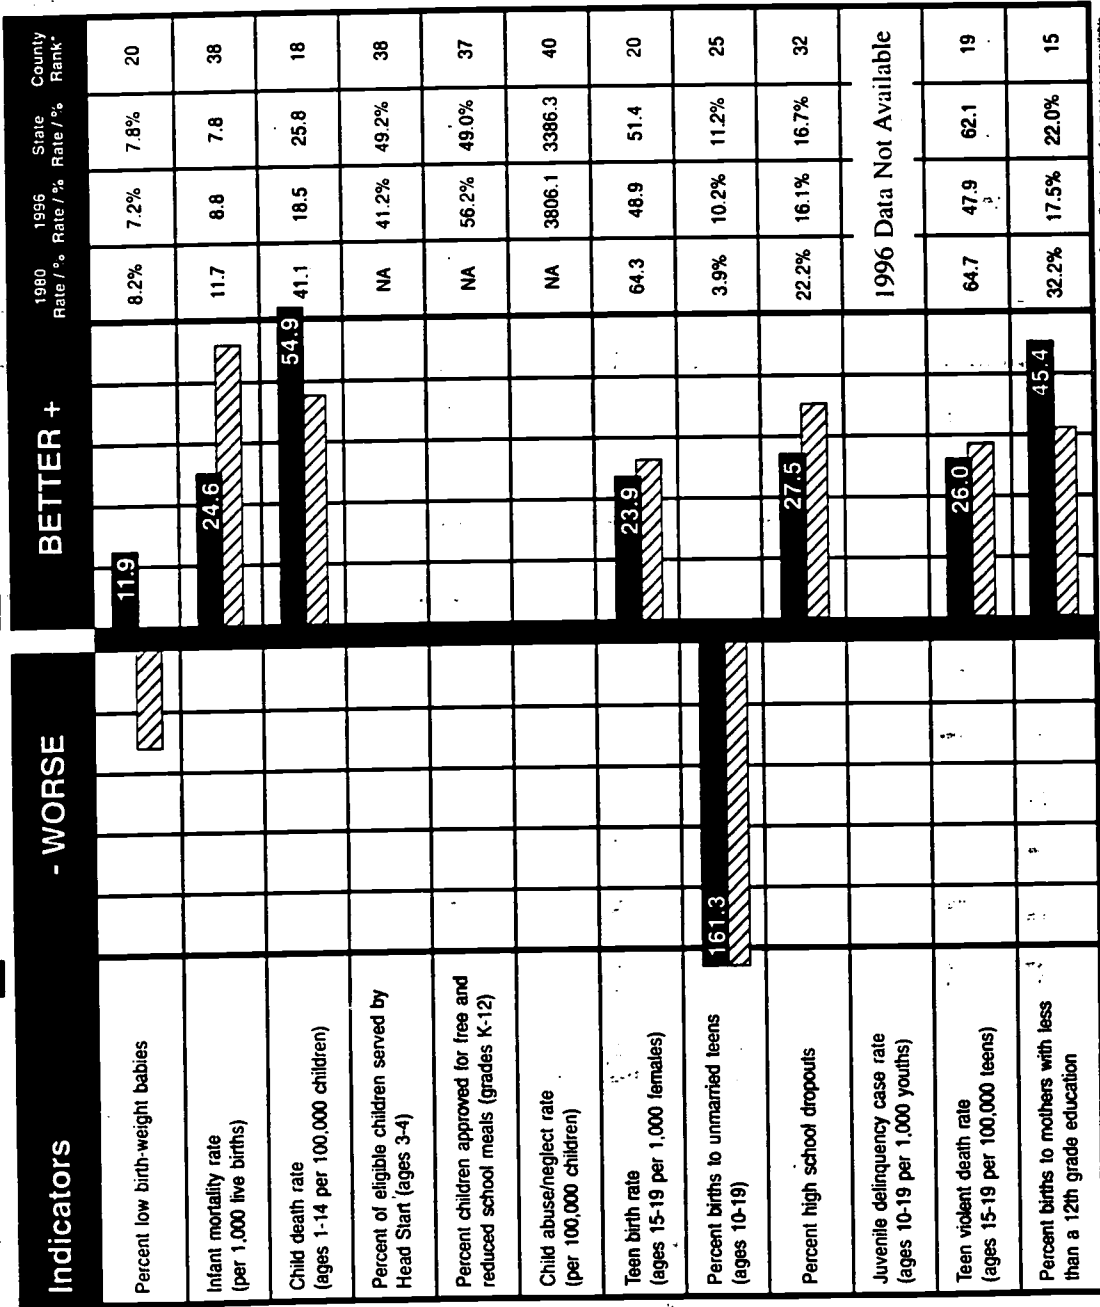 Indicators
- WORSE
BETTER +
1980
Rate / %
1996
Rate / %
State
Rate / %
County
Rank*
Percent low birth-weight babies
11.9
8.2%
7.2%
7.8%
20
Infant mortality rate
(per 1,000 live births)
24.6
11.7
8.8
7.8
38
Child death rate
(ages 1-14 per 100,000 children)
54.9
41.1
18.5
25.8
18
Percent of eligible children served by
Head Start (ages 3-4)
NA
41.2%
49.2%
38
Percent children approved for free and
reduced school meals (grades K-12)
NA
56.2%
49.0%
37
Child abuse/neglect rate
(per 100,000 children)
NA
3806.1
3386.3
40
Teen birth rate
(ages 15-19 per 1,000 females)
23.9
64.3
48.9
51.4
20
Percent births to unmarried teens
(ages 10-19)
161.3
3.9%
10.2%
11.2%
25
Percent high school dropouts
27.5
22.2%
16.1%
16.7%
32
Juvenile delinquency case rate
(ages 10-19 per 1,000 youths)
1996 Data Not Available
Teen violent death rate
(ages 15-19 per 100,000 teens)
26.0
64.7
47.9
62.1
19
Percent births to mothers with less
than a 12th grade education
45.4
32.2%
17.5%
22.0%
15